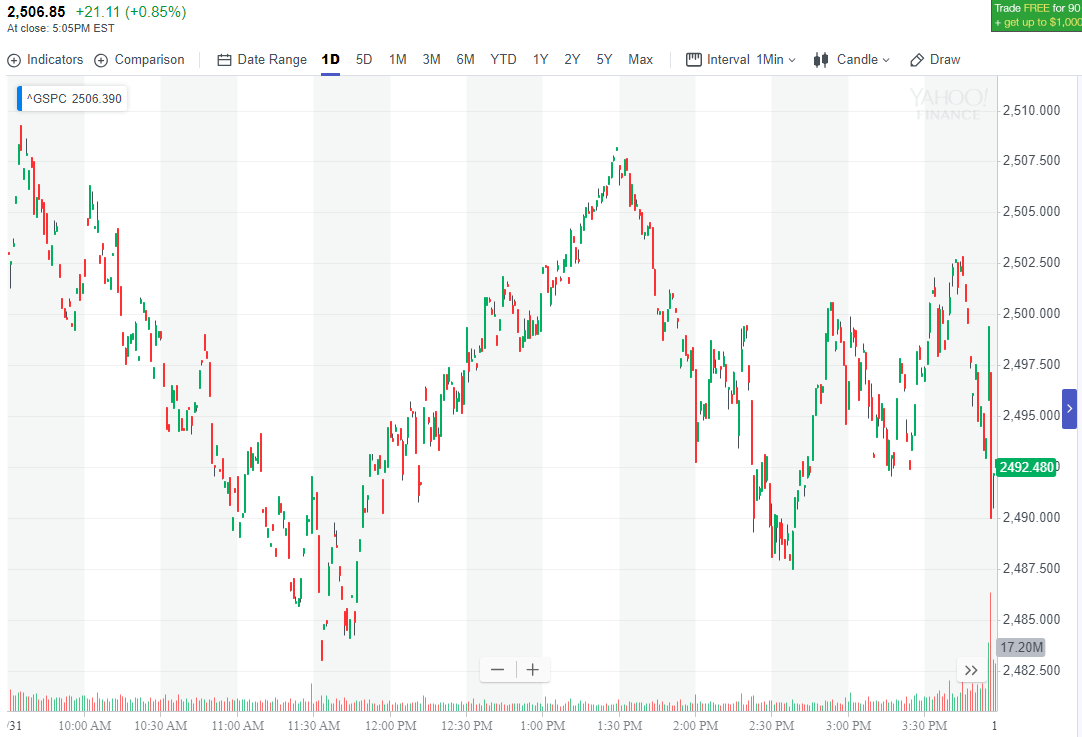 2,506.85 +21.11 (+0.85%)
At close: 5:05PM EST
Trade FREE for 90
+ get up to $1,000
Indicators Comparison Date Range 1D 5D 1M 3M 6M YTD 1Y 2Y 5Y Max Interval 1Min Candle Draw
^GSPC 2506.390
YAHOO!
FINANCE
2,510.000
2,507.500
2,505.000
2,502.500
2,500.000
2,497.500
2,495.000
2492.480
2,490.000
2,487.500
2,485.000
17.20M
2,482.500
/31 10:00 AM 10:30 AM 11:00 AM 11:30 AM 12:00 PM 12:30 PM 1:00 PM 1:30 PM 2:00 PM 2:30 PM 3:00 PM 3:30 PM 1